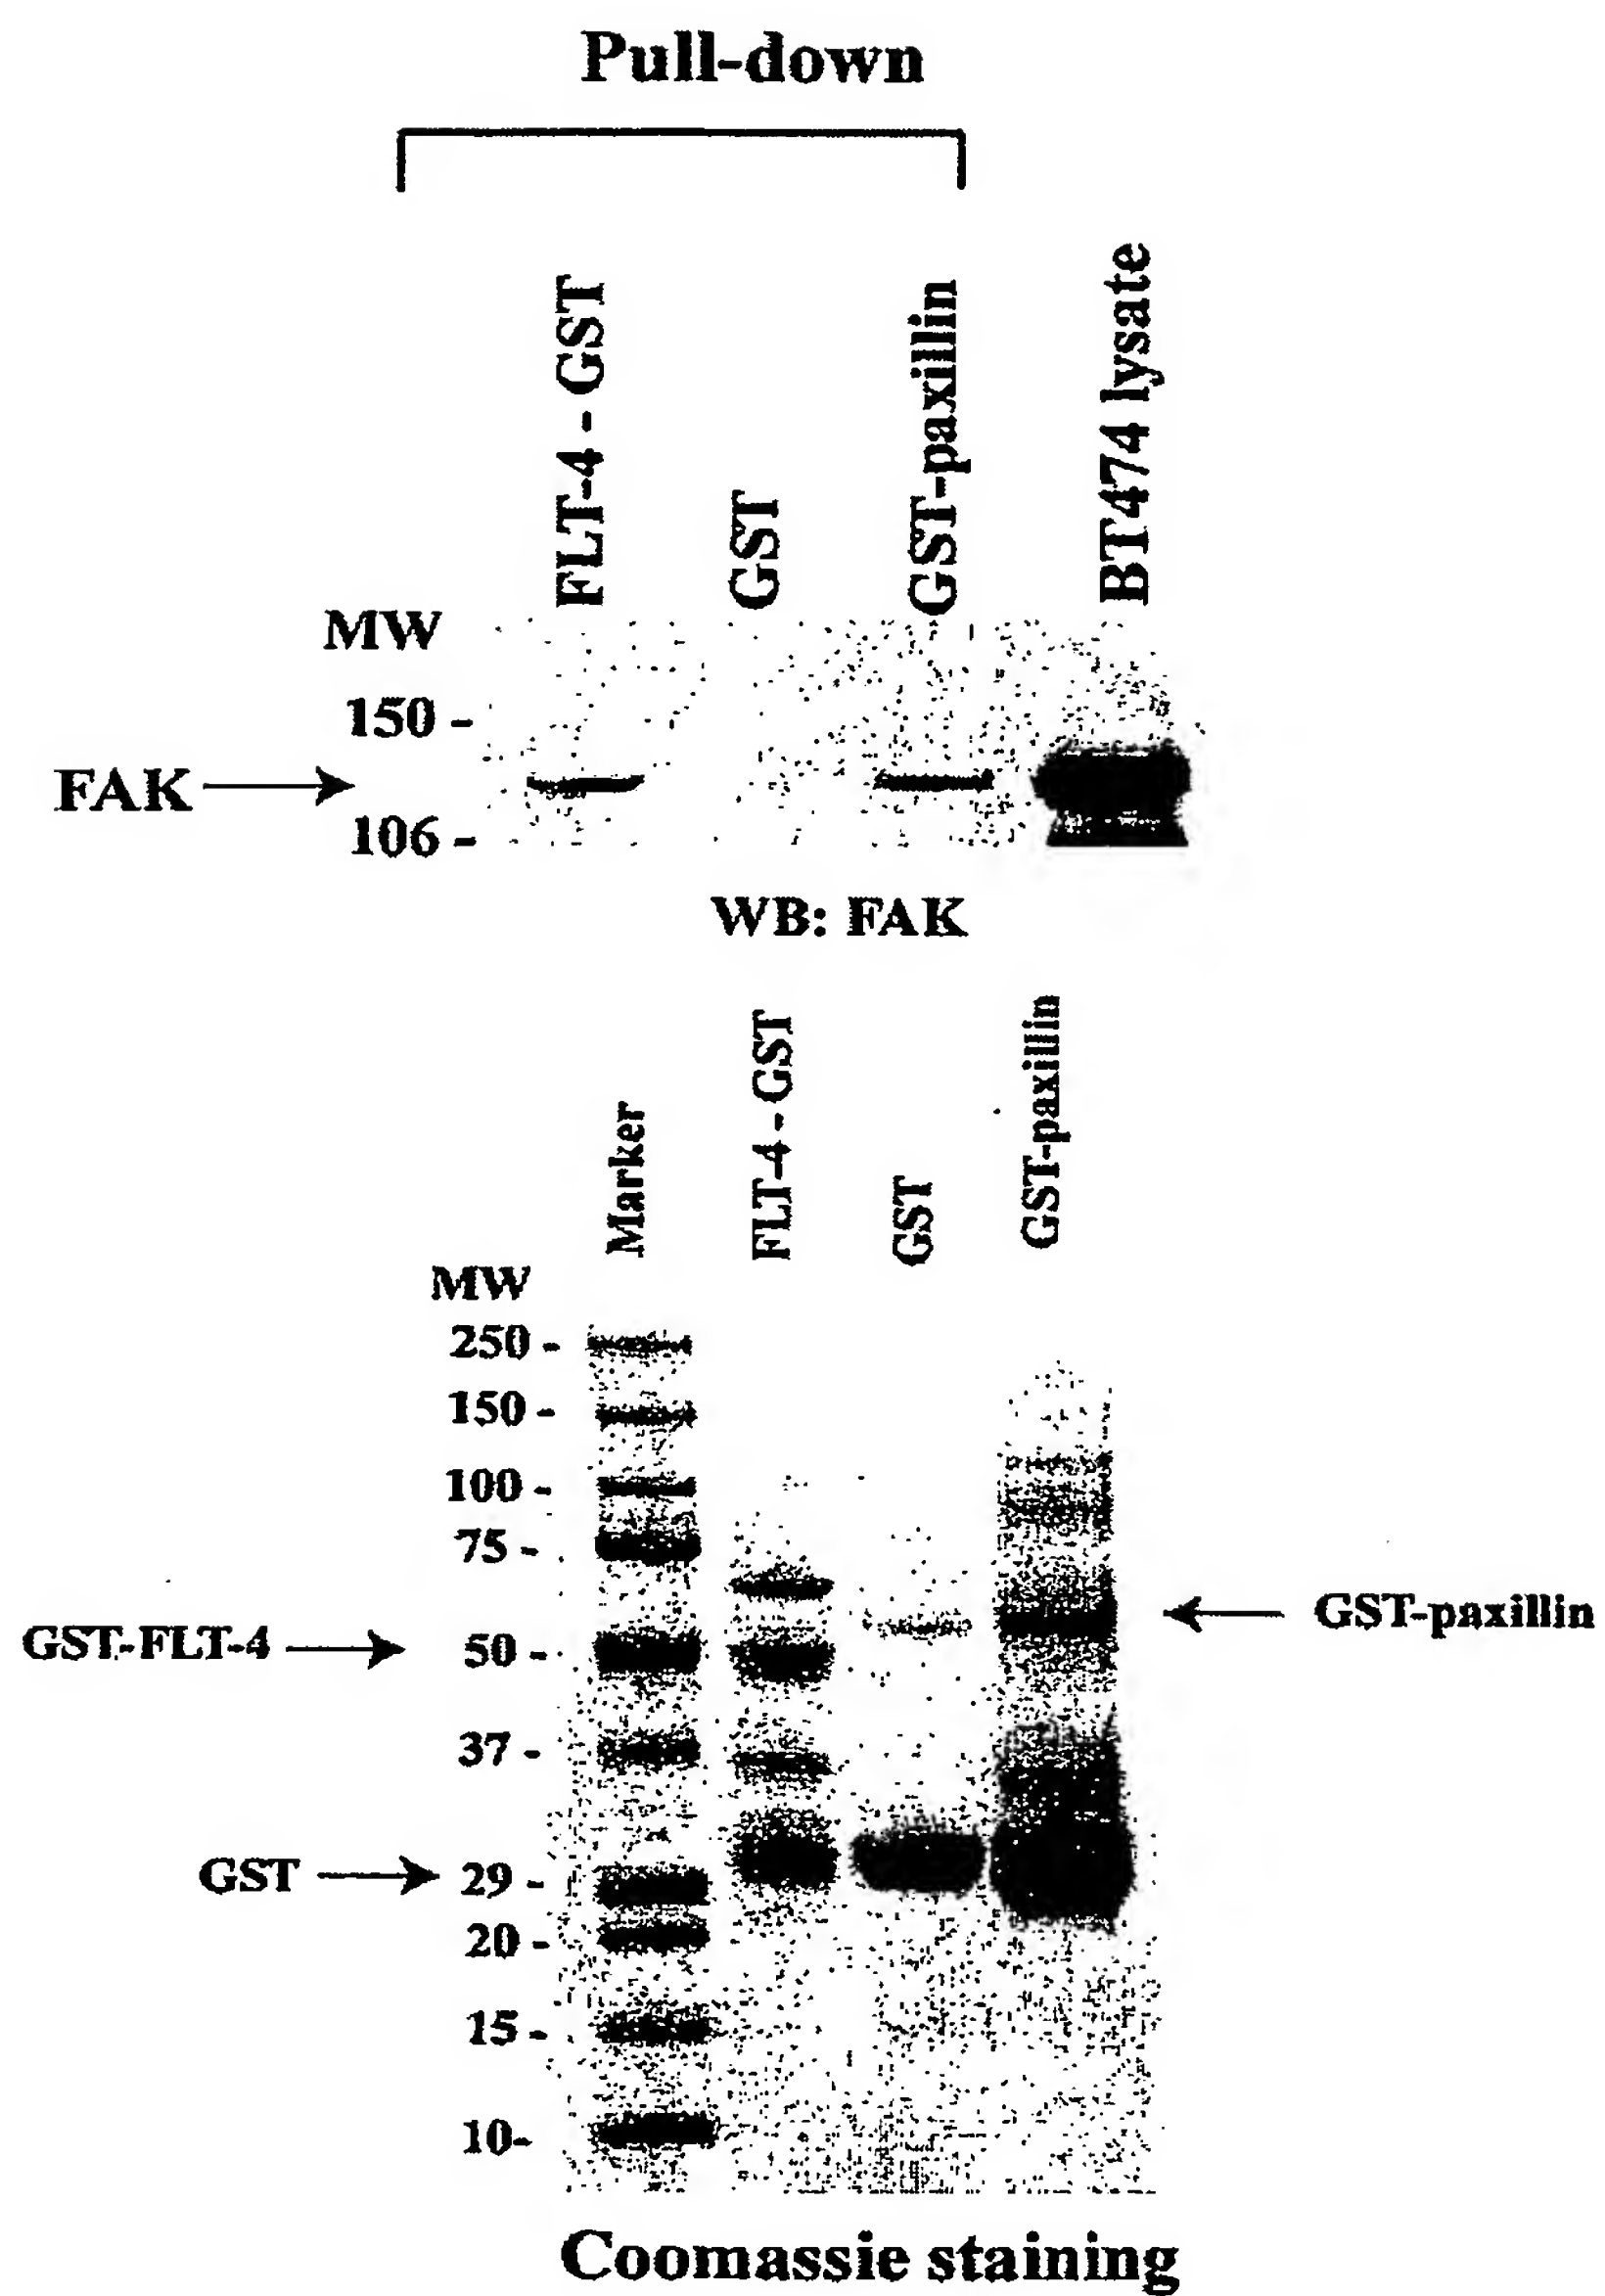 Pull-down
FLT-4 - GST
GST
GST-paxillin
BT474 lysate
MW
150 -
FAK
106 -
WB: FAK
Marker
FLT-4 - GST
GST
GST-paxillin
MW
250 -
150 -
100 -
75 -
GST-paxillin
GST-FLT-4
50 -
37 -
GST
29 -
20 -
15 -
10-
Coomassie staining